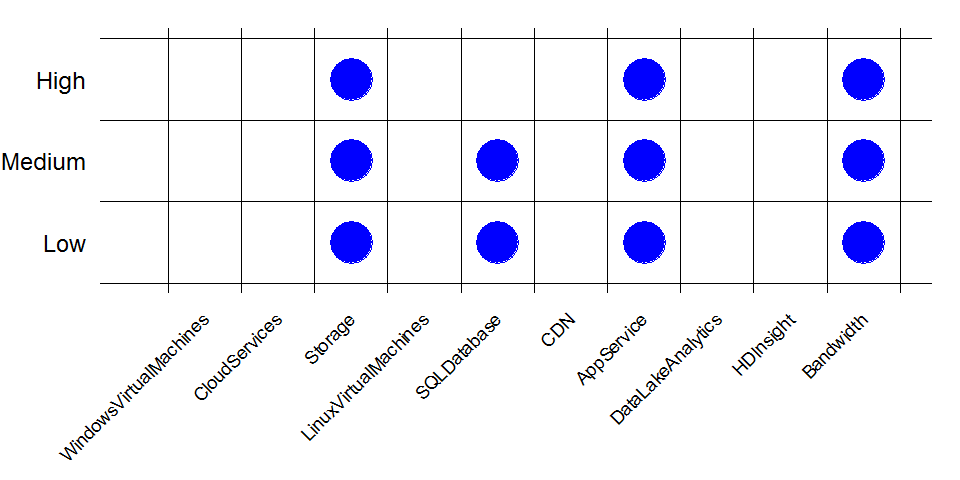 High
Medium
Low
WindowsVirtualMachines
CloudServices
Storage
LinuxVirtualMachines
SQLDatabase
CDN
AppService
DataLakeAnalytics
HDInsight
Bandwidth